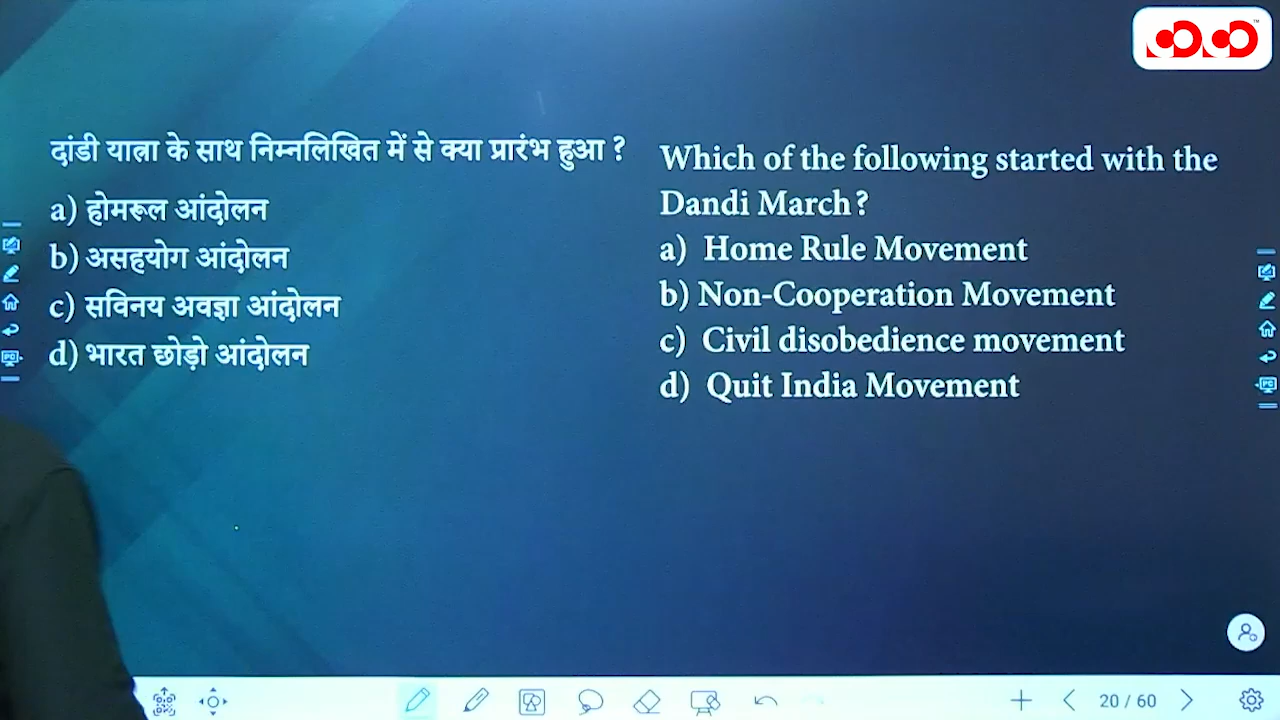 दांडी यात्रा के साथ निम्नलिखित में से क्या प्रारंभ हुआ ?
a) होमरूल आंदोलन
b) असहयोग आंदोलन
c) सविनय अवज्ञा आंदोलन
d) भारत छोड़ो आंदोलन
Which of the following started with the
Dandi March?
a) Home Rule Movement
b) Non-Cooperation Movement
c) Civil disobedience movement
d) Quit India Movement
20 / 60